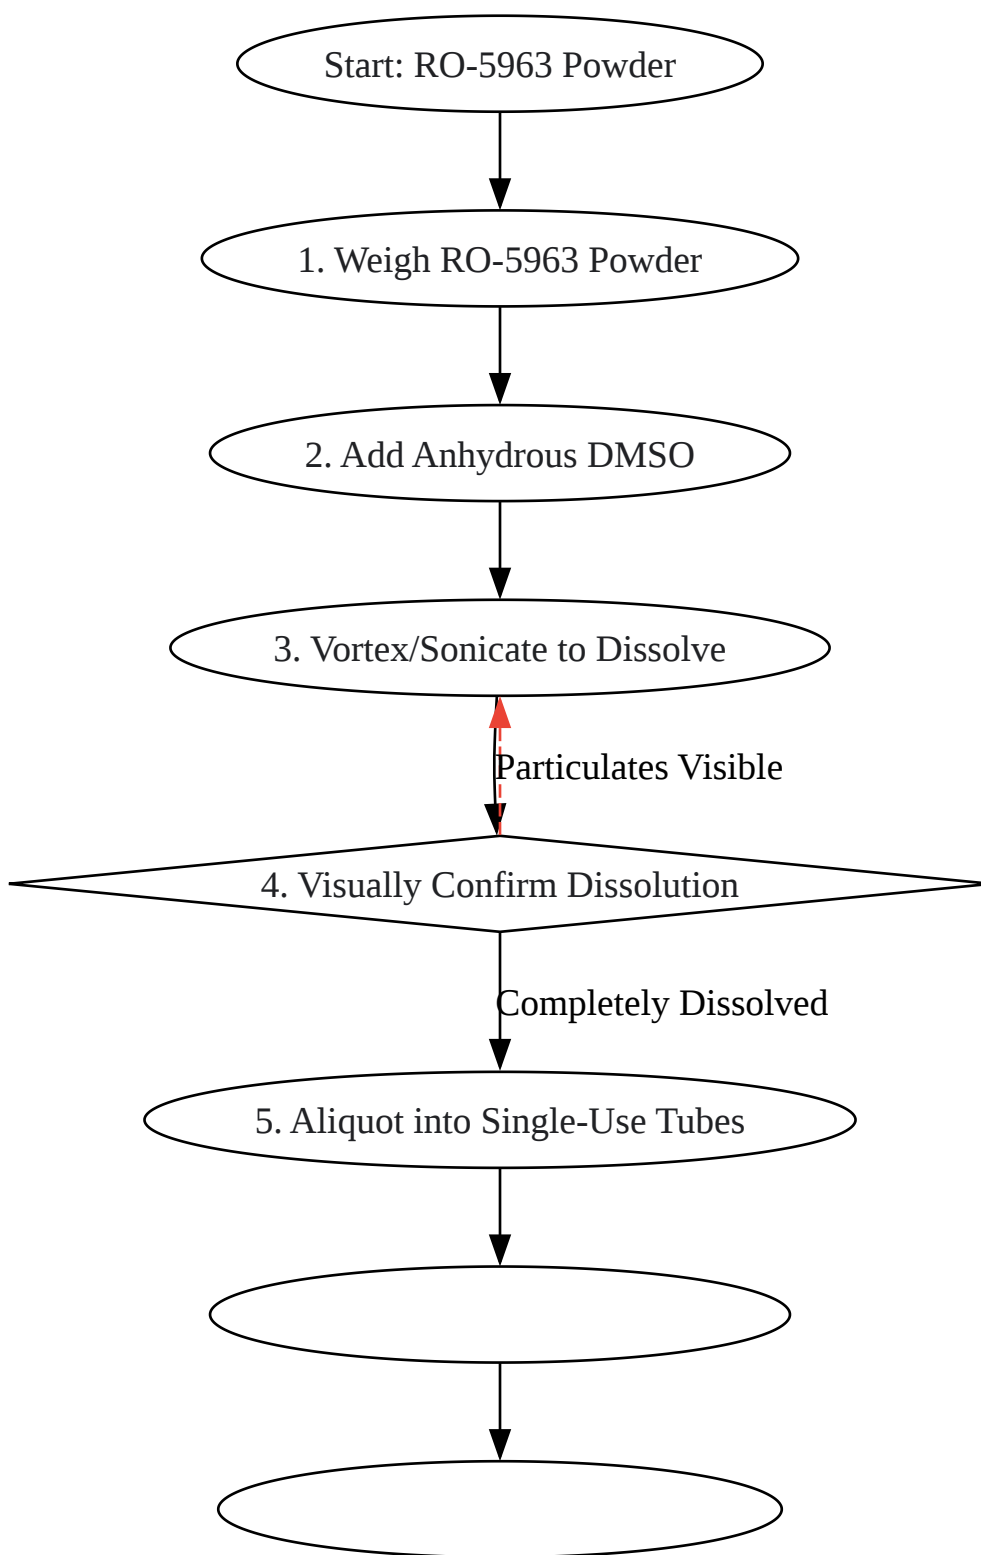 Start: RO-5963 Powder
1. Weigh RO-5963 Powder
2. Add Anhydrous DMSO
3. Vortex/Sonicate to Dissolve
Particulates Visible
4. Visually Confirm Dissolution
Completely Dissolved
5. Aliquot into Single-Use Tubes